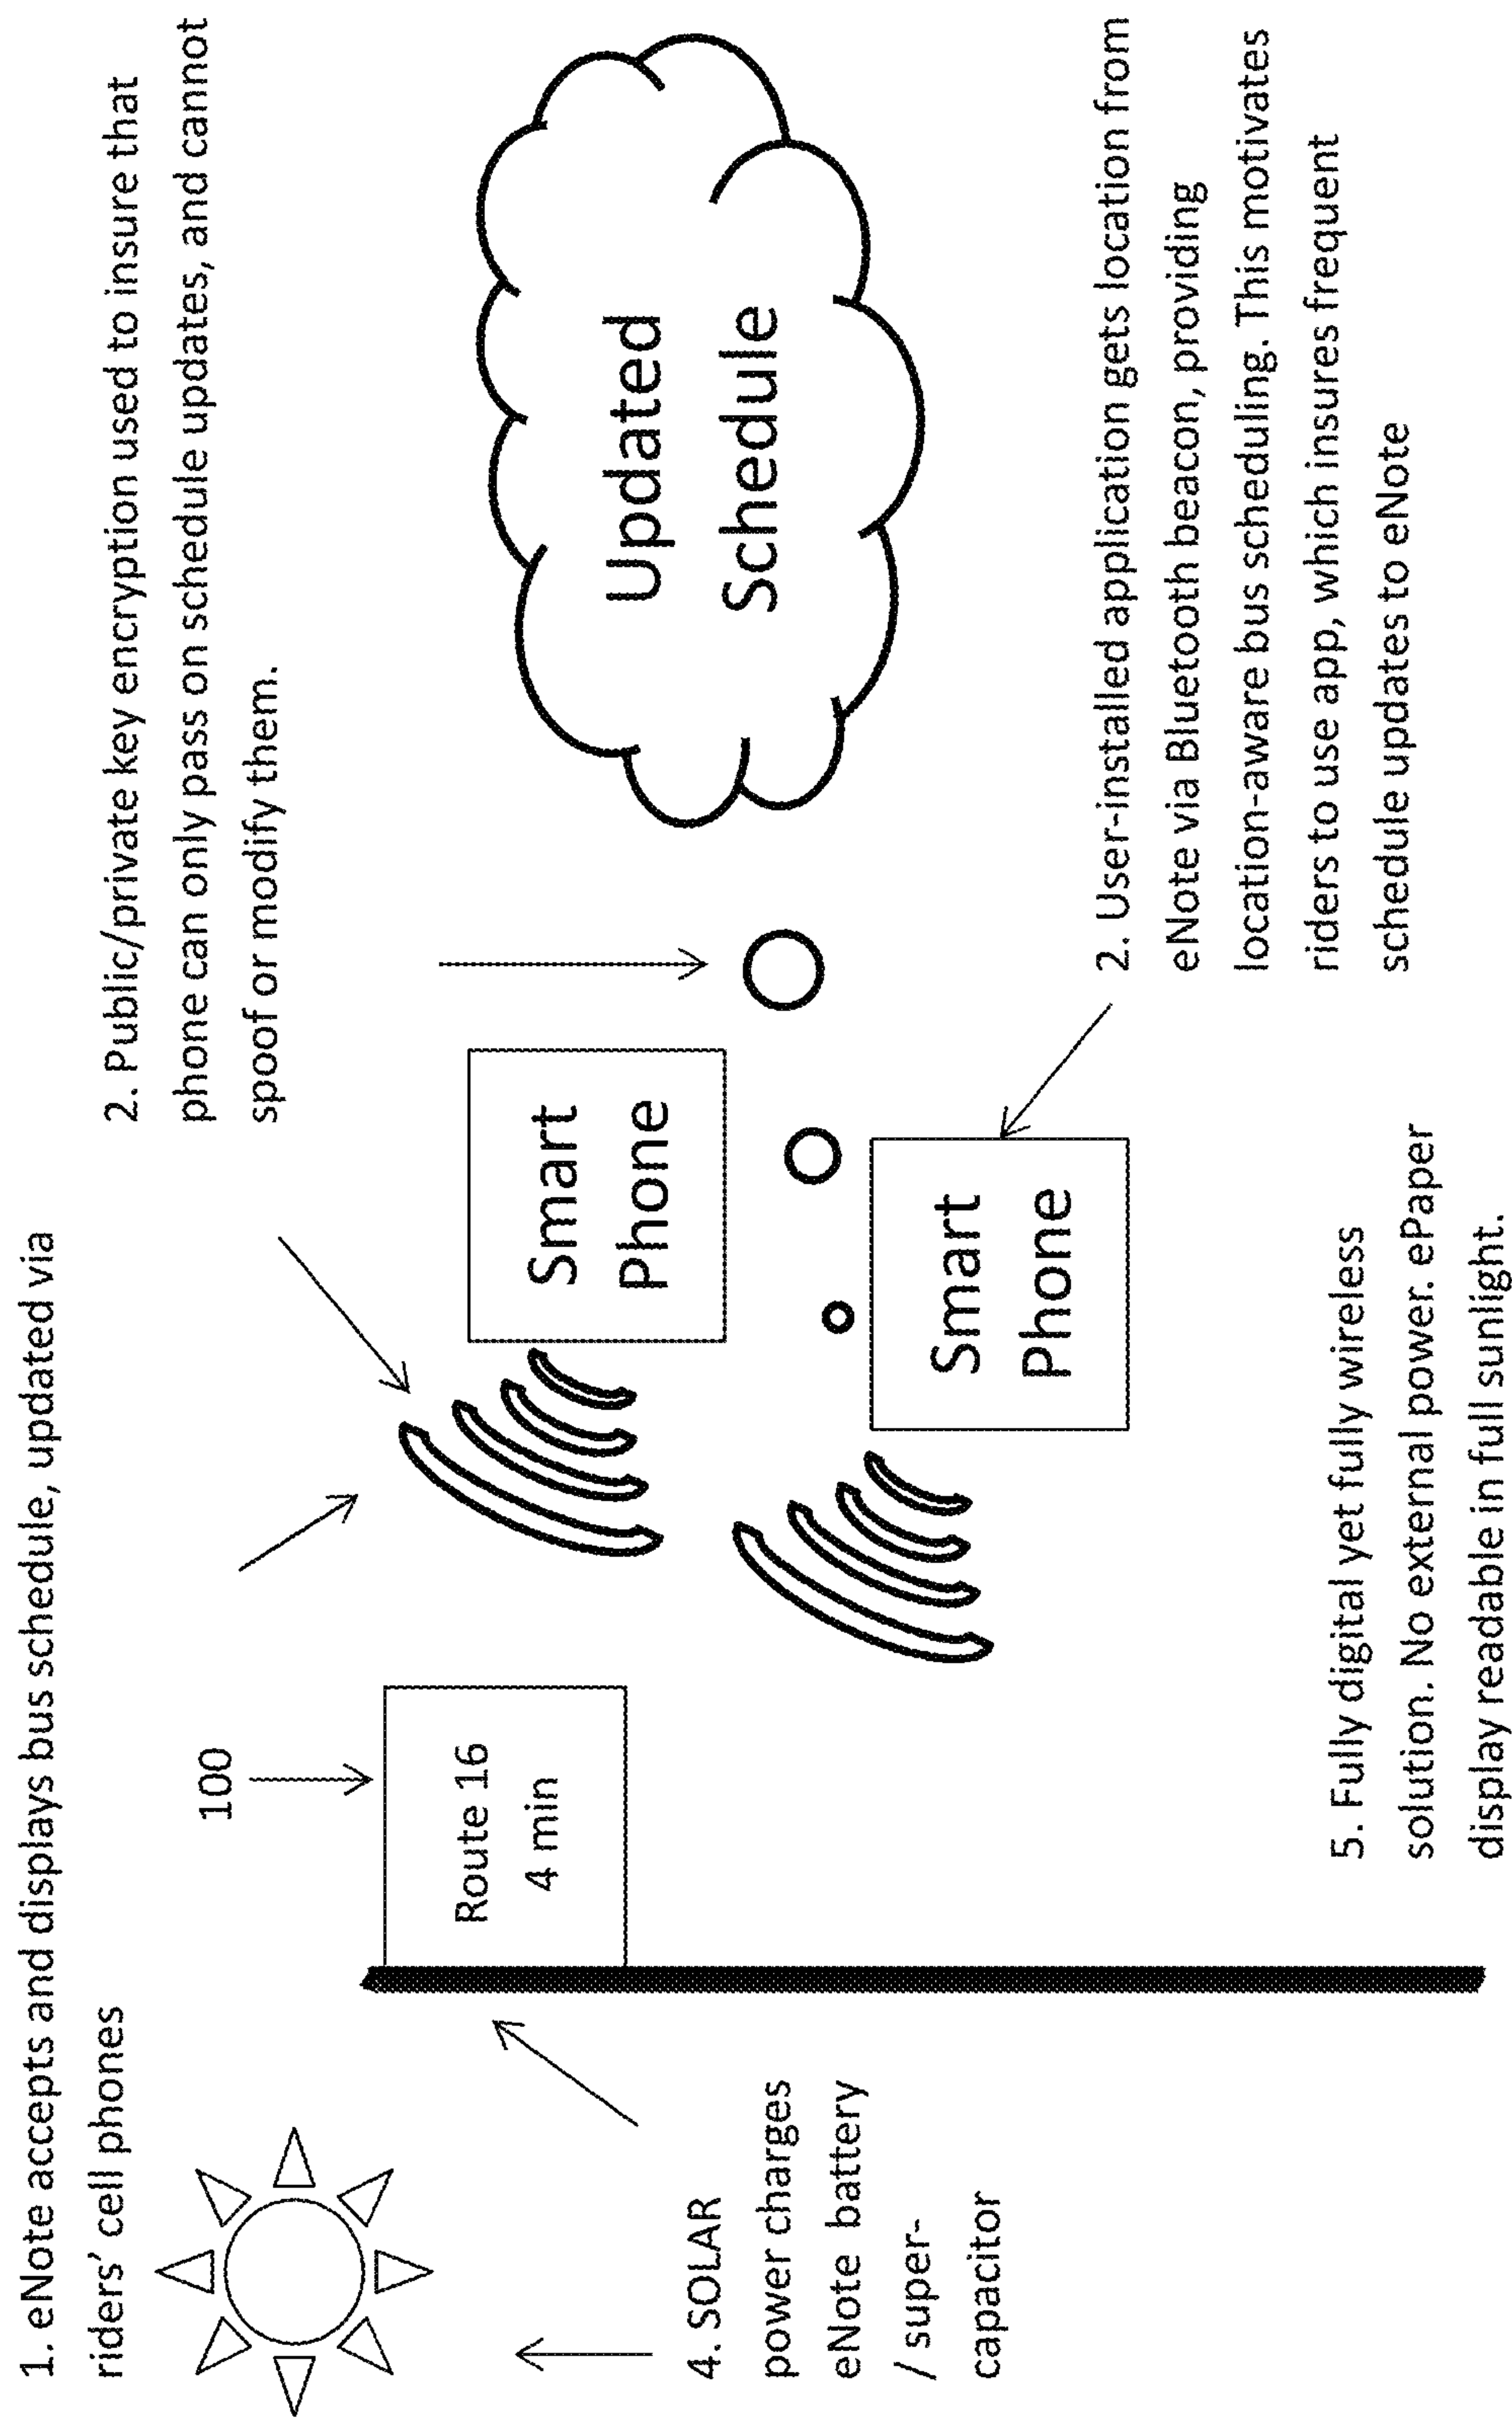 1. eNote accepts and displays bus schedule, updated via
riders' cell phones
2. Public/private key encryption used to insure that
phone can only pass on schedule updates, and cannot
spoof or modify them.
100
Route 16
4 min
Smart
Phone
Updated
Schedule
Smart
Phone
4. SOLAR
power charges
eNote battery
/ super-
capacitor
2. User-installed application gets location from
eNote via Bluetooth beacon, providing
location-aware bus scheduling. This motivates
riders to use app, which insures frequent
schedule updates to eNote
5. Fully digital yet fully wireless
solution. No external power. ePaper
display readable in full sunlight.